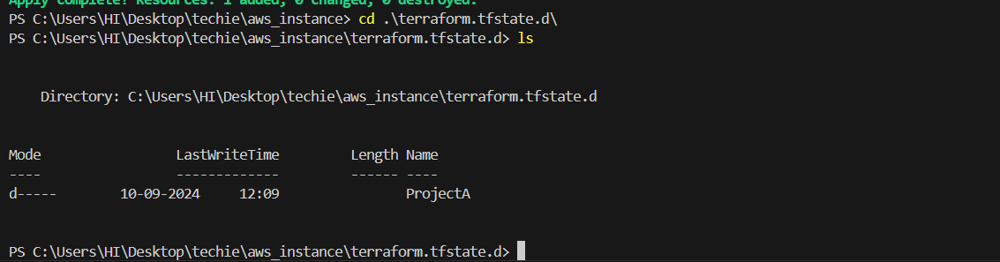 Apply complete! Resources: 1 added, 0 changed, 0 destroyed.
PS C:\Users\HI\Desktop\techie\aws_instance> cd .\terraform.tfstate.d\
PS C:\Users\HI\Desktop\techie\aws_instance\terraform.tfstate.d> ls
Directory: C:\Users\HI\Desktop\techie\aws_instance\terraform.tfstate.d
Mode                 LastWriteTime         Length Name
----                 -------------         ------ ----
d-----        10-09-2024     12:09                ProjectA
PS C:\Users\HI\Desktop\techie\aws_instance\terraform.tfstate.d>